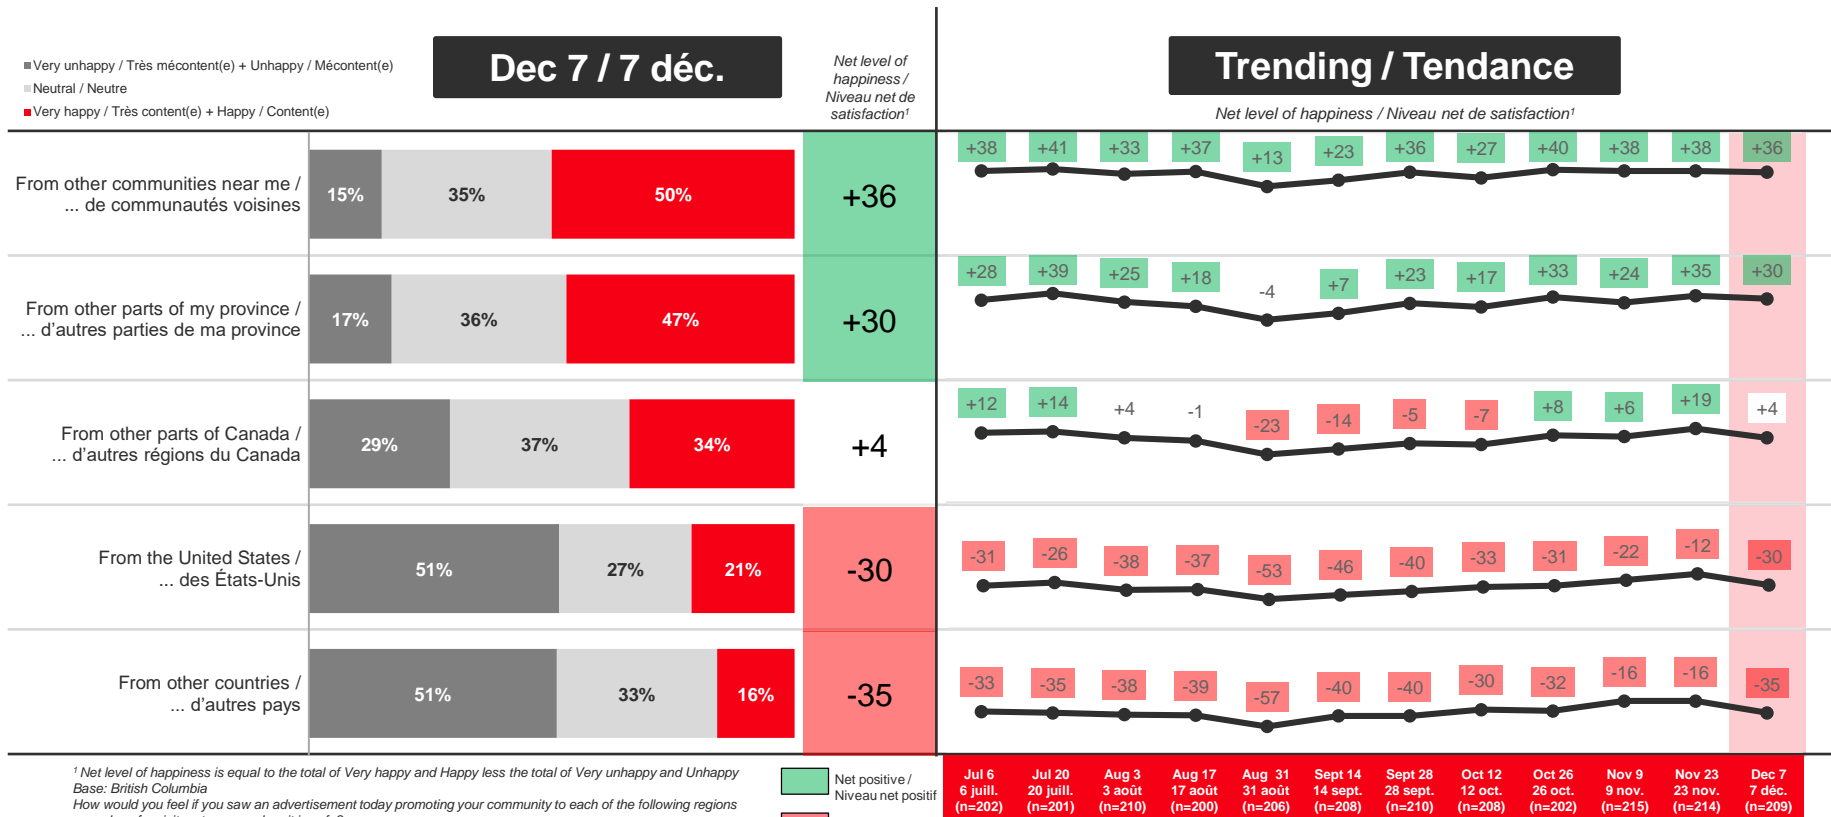 Very unhappy / Très mécontent(e) + Unhappy / Mécontent(e)
Neutral / Neutre
Very happy / Très content(e) + Happy / Content(e)
Dec 7 / 7 déc.
Net level of
happiness /
Niveau net de
satisfaction¹
Trending / Tendance
Net level of happiness / Niveau net de satisfaction¹
From other communities near me /
... de communautés voisines
15% 35% 50%
+36
+38 +41 +33 +37 +13 +23 +36 +27 +40 +38 +38 +36
From other parts of my province /
... d'autres parties de ma province
17% 36% 47%
+30
+28 +39 +25 +18 -4 +7 +23 +17 +33 +24 +35 +30
From other parts of Canada /
... d'autres régions du Canada
29% 37% 34%
+4
+12 +14 +4 -1 -23 -14 -5 -7 +8 +6 +19 +4
From the United States /
... des États-Unis
51% 27% 21%
-30
-31 -26 -38 -37 -53 -46 -40 -33 -31 -22 -12 -30
From other countries /
... d'autres pays
51% 33% 16%
-35
-33 -35 -38 -39 -57 -40 -40 -30 -32 -16 -16 -35
¹ Net level of happiness is equal to the total of Very happy and Happy less the total of Very unhappy and Unhappy
Base: British Columbia
How would you feel if you saw an advertisement today promoting your community to each of the following regions
Net positive /
Niveau net positif
Jul 6 Jul 20 Aug 3 Aug 17 Aug 31 Sept 14 Sept 28 Oct 12 Oct 26 Nov 9 Nov 23 Dec 7
6 juill. 20 juill. 3 août 17 août 31 août 14 sept. 28 sept. 12 oct. 26 oct. 9 nov. 23 nov. 7 déc.
(n=202) (n=201) (n=210) (n=200) (n=206) (n=208) (n=210) (n=208) (n=202) (n=215) (n=214) (n=209)